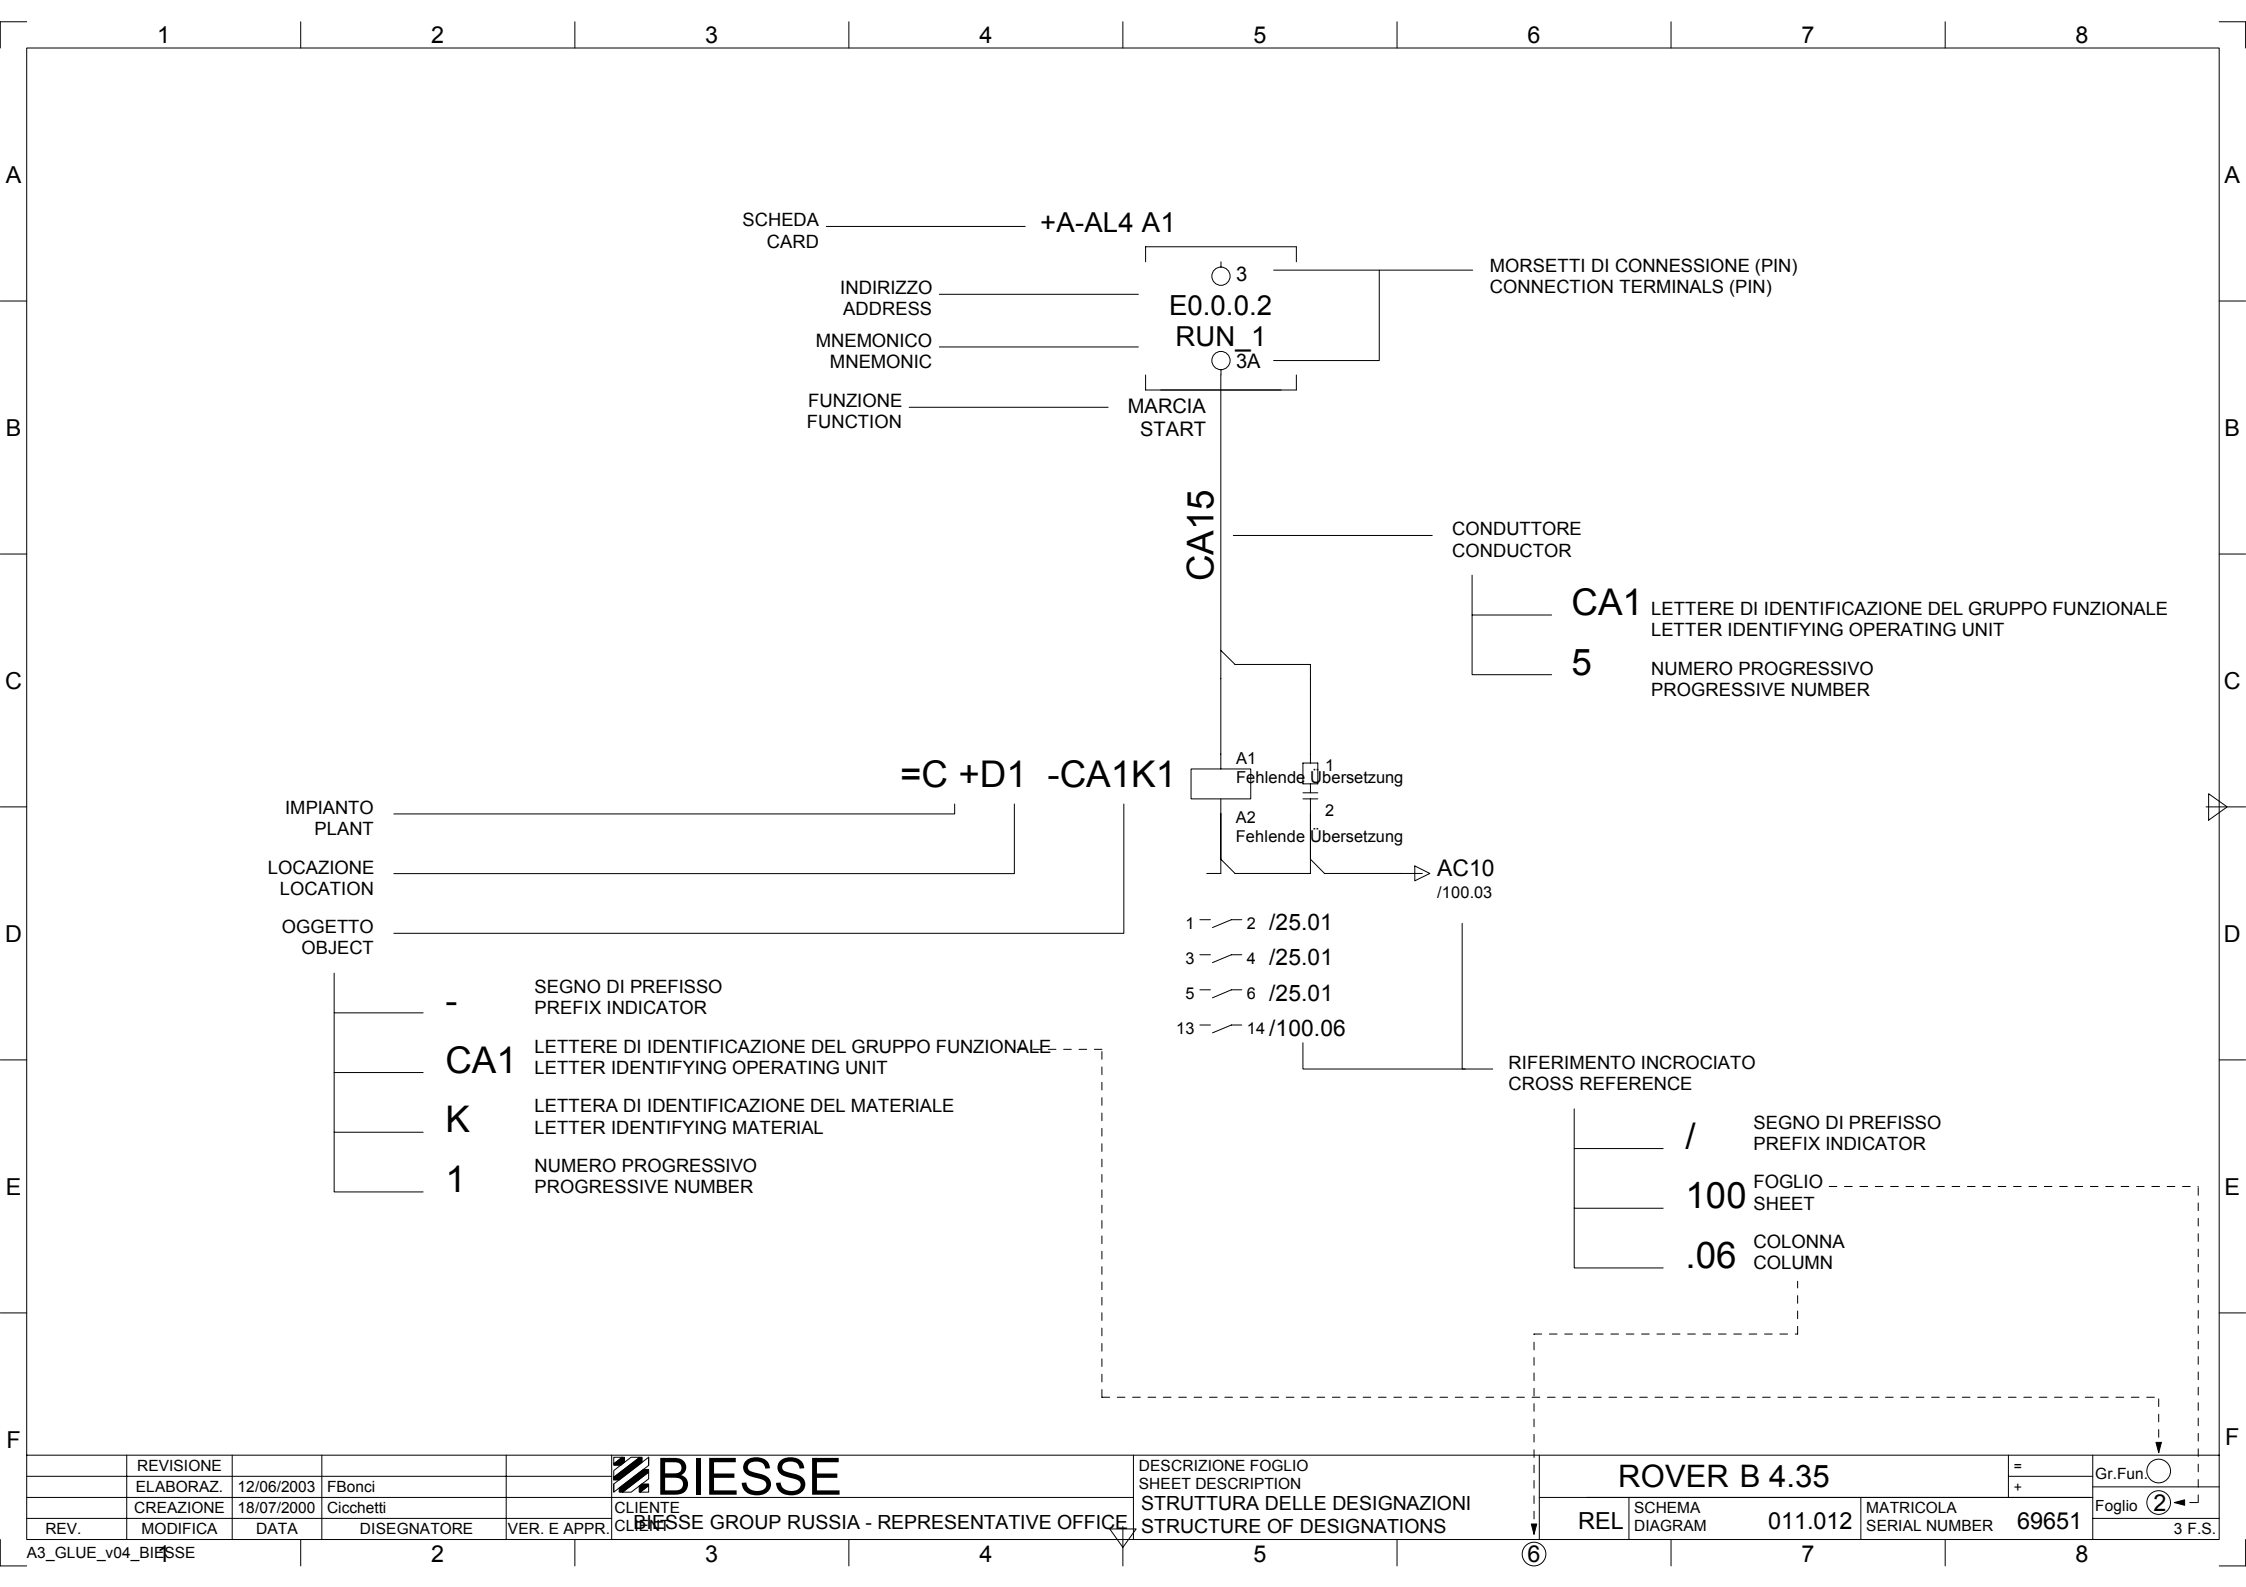 1 2 3 4 5 6 7 8
A A
SCHEDA
CARD
+A-AL4 A1
3
INDIRIZZO
ADDRESS
E0.0.0.2
MNEMONICO
MNEMONIC
RUN_1
3A
MORSETTI DI CONNESSIONE (PIN)
CONNECTION TERMINALS (PIN)
FUNZIONE
FUNCTION
MARCIA
START
B B
CA15
CONDUTTORE
CONDUCTOR
CA1
LETTERE DI IDENTIFICAZIONE DEL GRUPPO FUNZIONALE
LETTER IDENTIFYING OPERATING UNIT
5
NUMERO PROGRESSIVO
PROGRESSIVE NUMBER
C C
=C +D1 -CA1K1
A1
Fehlende Übersetzung
1
2
A2
Fehlende Übersetzung
IMPIANTO
PLANT
LOCAZIONE
LOCATION
OGGETTO
OBJECT
AC10
/100.03
D D
1 2 /25.01
3 4 /25.01
5 6 /25.01
13 14 /100.06
-
SEGNO DI PREFISSO
PREFIX INDICATOR
CA1
LETTERE DI IDENTIFICAZIONE DEL GRUPPO FUNZIONALE
LETTER IDENTIFYING OPERATING UNIT
K
LETTERA DI IDENTIFICAZIONE DEL MATERIALE
LETTER IDENTIFYING MATERIAL
1
NUMERO PROGRESSIVO
PROGRESSIVE NUMBER
RIFERIMENTO INCROCIATO
CROSS REFERENCE
/
SEGNO DI PREFISSO
PREFIX INDICATOR
100
FOGLIO
SHEET
.06
COLONNA
COLUMN
E E
F F
REVISIONE
ELABORAZ. 12/06/2003 FBonci
CREAZIONE 18/07/2000 Cicchetti
REV. MODIFICA DATA DISEGNATORE VER. E APPR.
BIESSE
CLIENTE
CLIENT
BIESSE GROUP RUSSIA - REPRESENTATIVE OFFICE
DESCRIZIONE FOGLIO
SHEET DESCRIPTION
STRUTTURA DELLE DESIGNAZIONI
STRUCTURE OF DESIGNATIONS
ROVER B 4.35
REL
SCHEMA
DIAGRAM
011.012
MATRICOLA
SERIAL NUMBER
69651
=
+
Gr.Fun.
Foglio 2
3 F.S.
A3_GLUE_v04_BIESSE
1 2 3 4 5 6 7 8